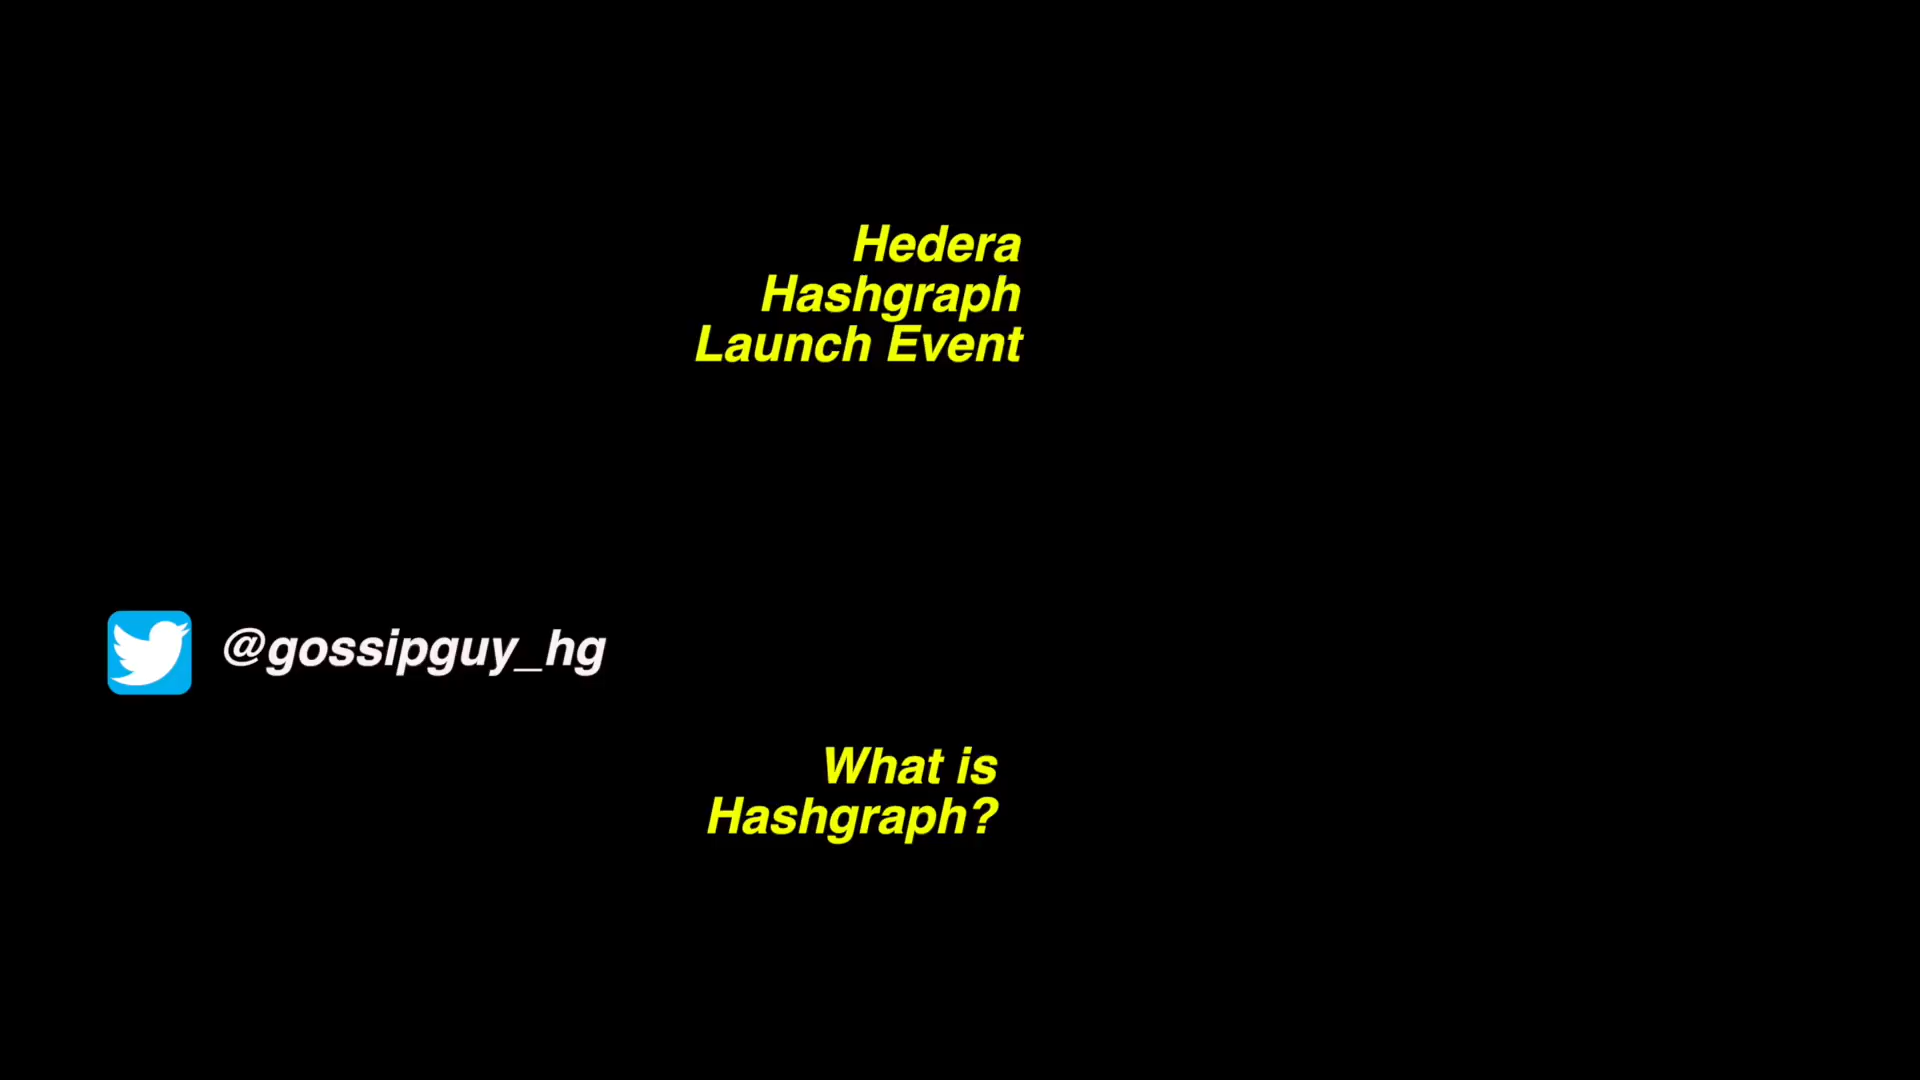 Hedera
Hashgraph
Launch Event
@gossipguy_hg
What is
Hashgraph?